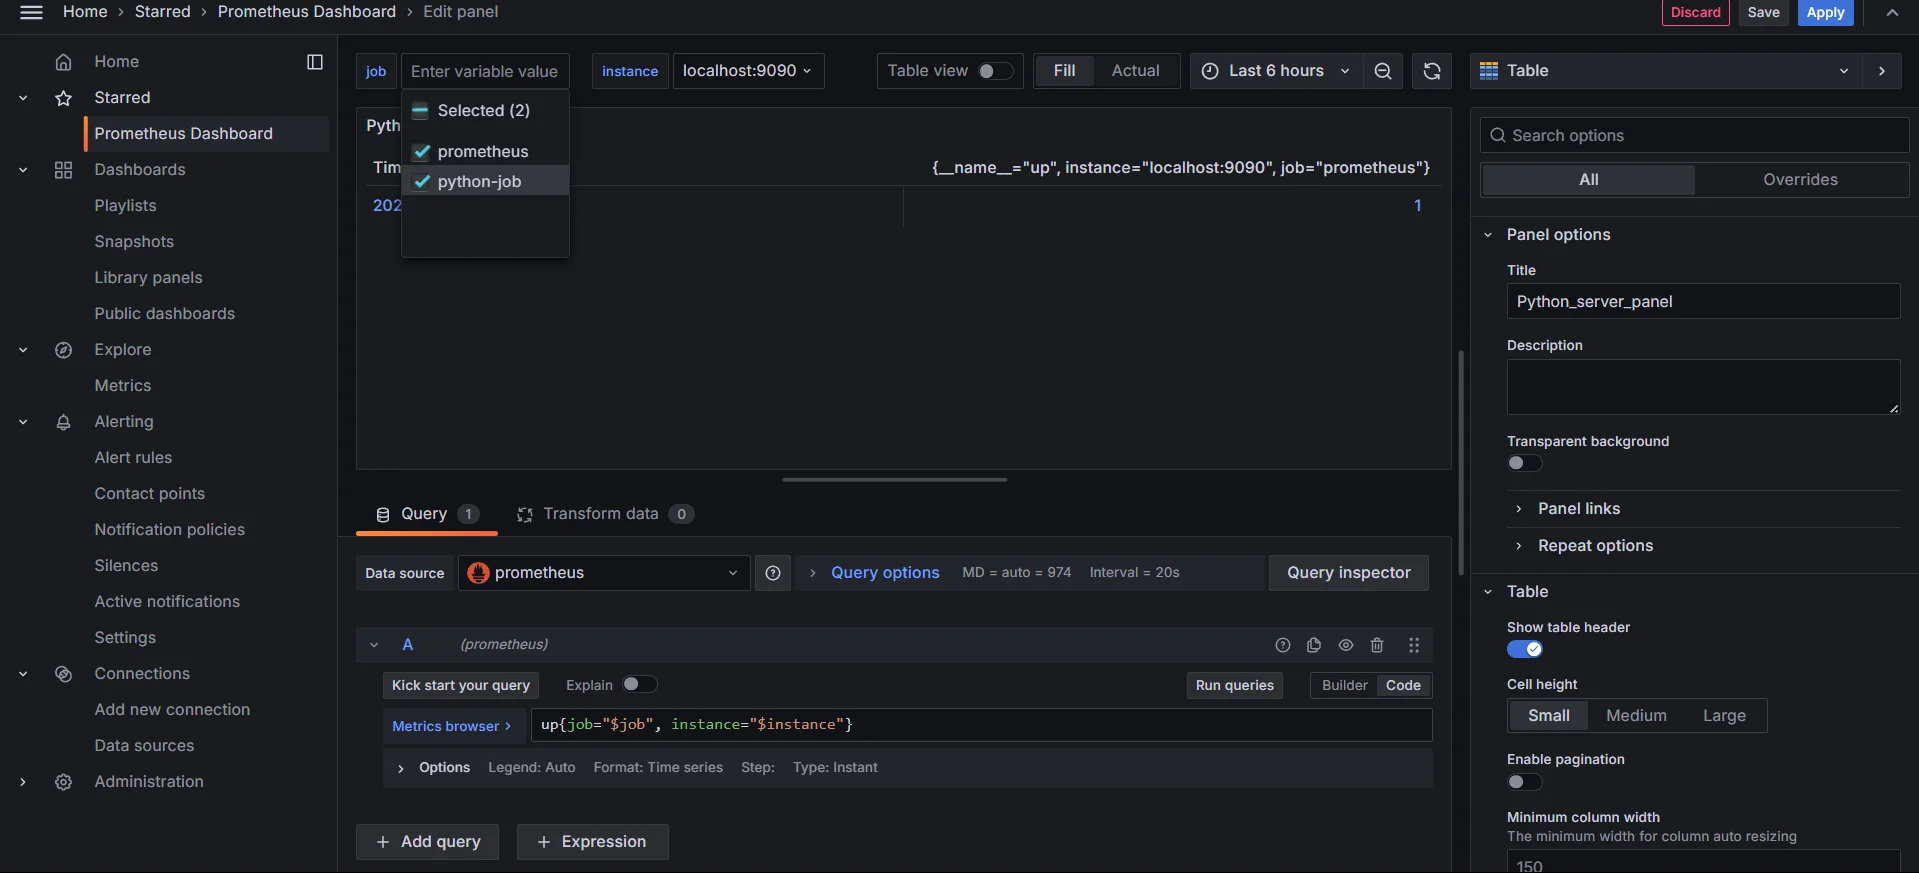 Home › Starred › Prometheus Dashboard › Edit panel
Discard Save Apply
Home
Starred
Prometheus Dashboard
Dashboards
Playlists
Snapshots
Library panels
Public dashboards
Explore
Metrics
Alerting
Alert rules
Contact points
Notification policies
Silences
Active notifications
Settings
Connections
Add new connection
Data sources
Administration
job Enter variable value instance localhost:9090 Table view Fill Actual Last 6 hours
Selected (2)
prometheus
python-job
Pyth
Tim {__name__="up", instance="localhost:9090", job="prometheus"}
202 1
Query 1 Transform data 0
Data source prometheus Query options MD = auto = 974 Interval = 20s Query inspector
A (prometheus)
Kick start your query Explain Run queries Builder Code
Metrics browser > up{job="$job", instance="$instance"}
Options Legend: Auto Format: Time series Step: Type: Instant
+ Add query + Expression
Table
Search options
All Overrides
Panel options
Title
Python_server_panel
Description
Transparent background
Panel links
Repeat options
Table
Show table header
Cell height
Small Medium Large
Enable pagination
Minimum column width
The minimum width for column auto resizing
150